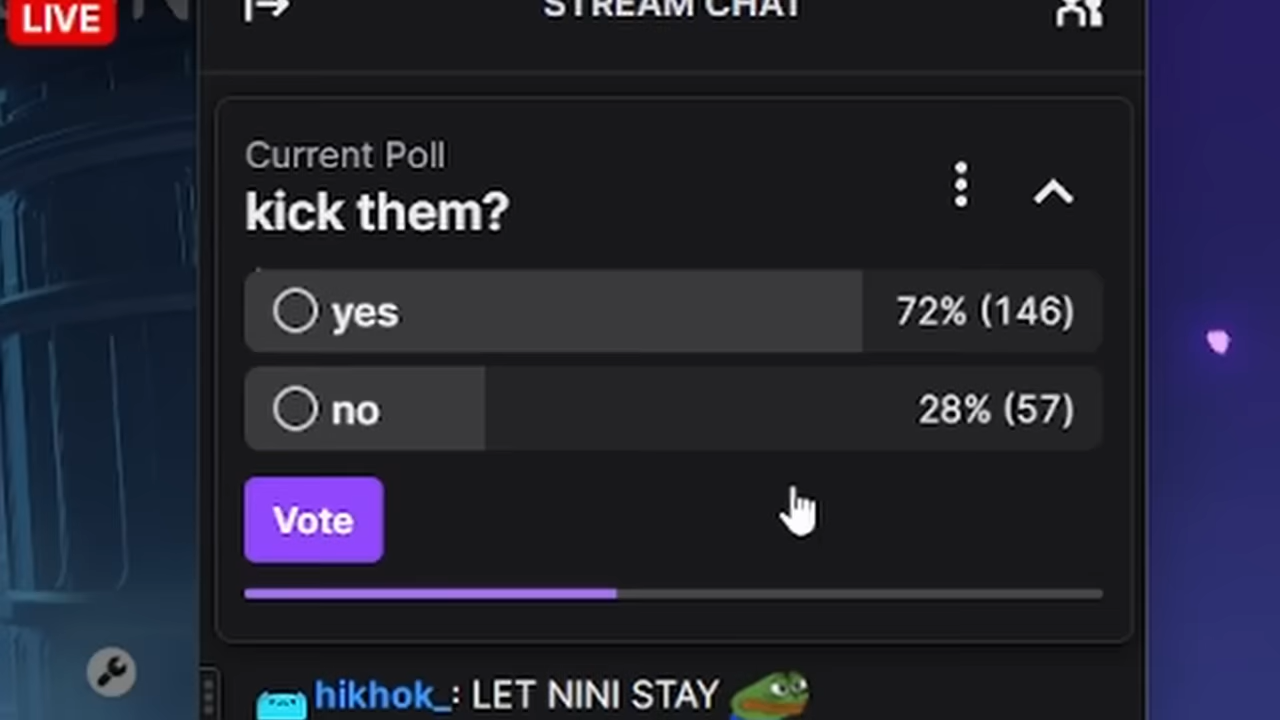 LIVE
STREAM CHAT
Current Poll
kick them?
yes 72% (146)
no 28% (57)
Vote
hikhok_: LET NINI STAY